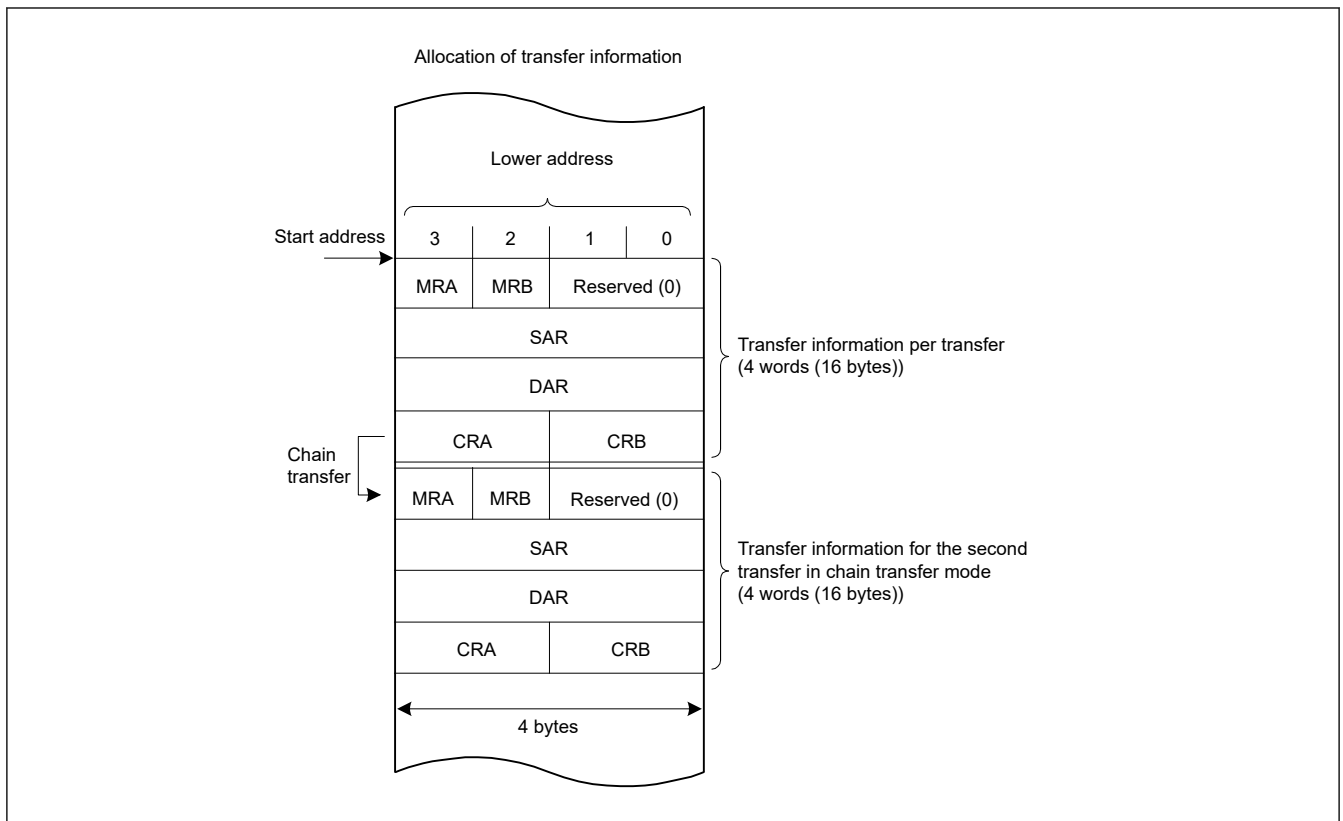 Allocation of transfer information
Lower address
Start address
3 2 1 0
MRA MRB Reserved (0)
SAR
DAR
CRA CRB
Transfer information per transfer
(4 words (16 bytes))
Chain
transfer
MRA MRB Reserved (0)
SAR
DAR
CRA CRB
Transfer information for the second
transfer in chain transfer mode
(4 words (16 bytes))
4 bytes